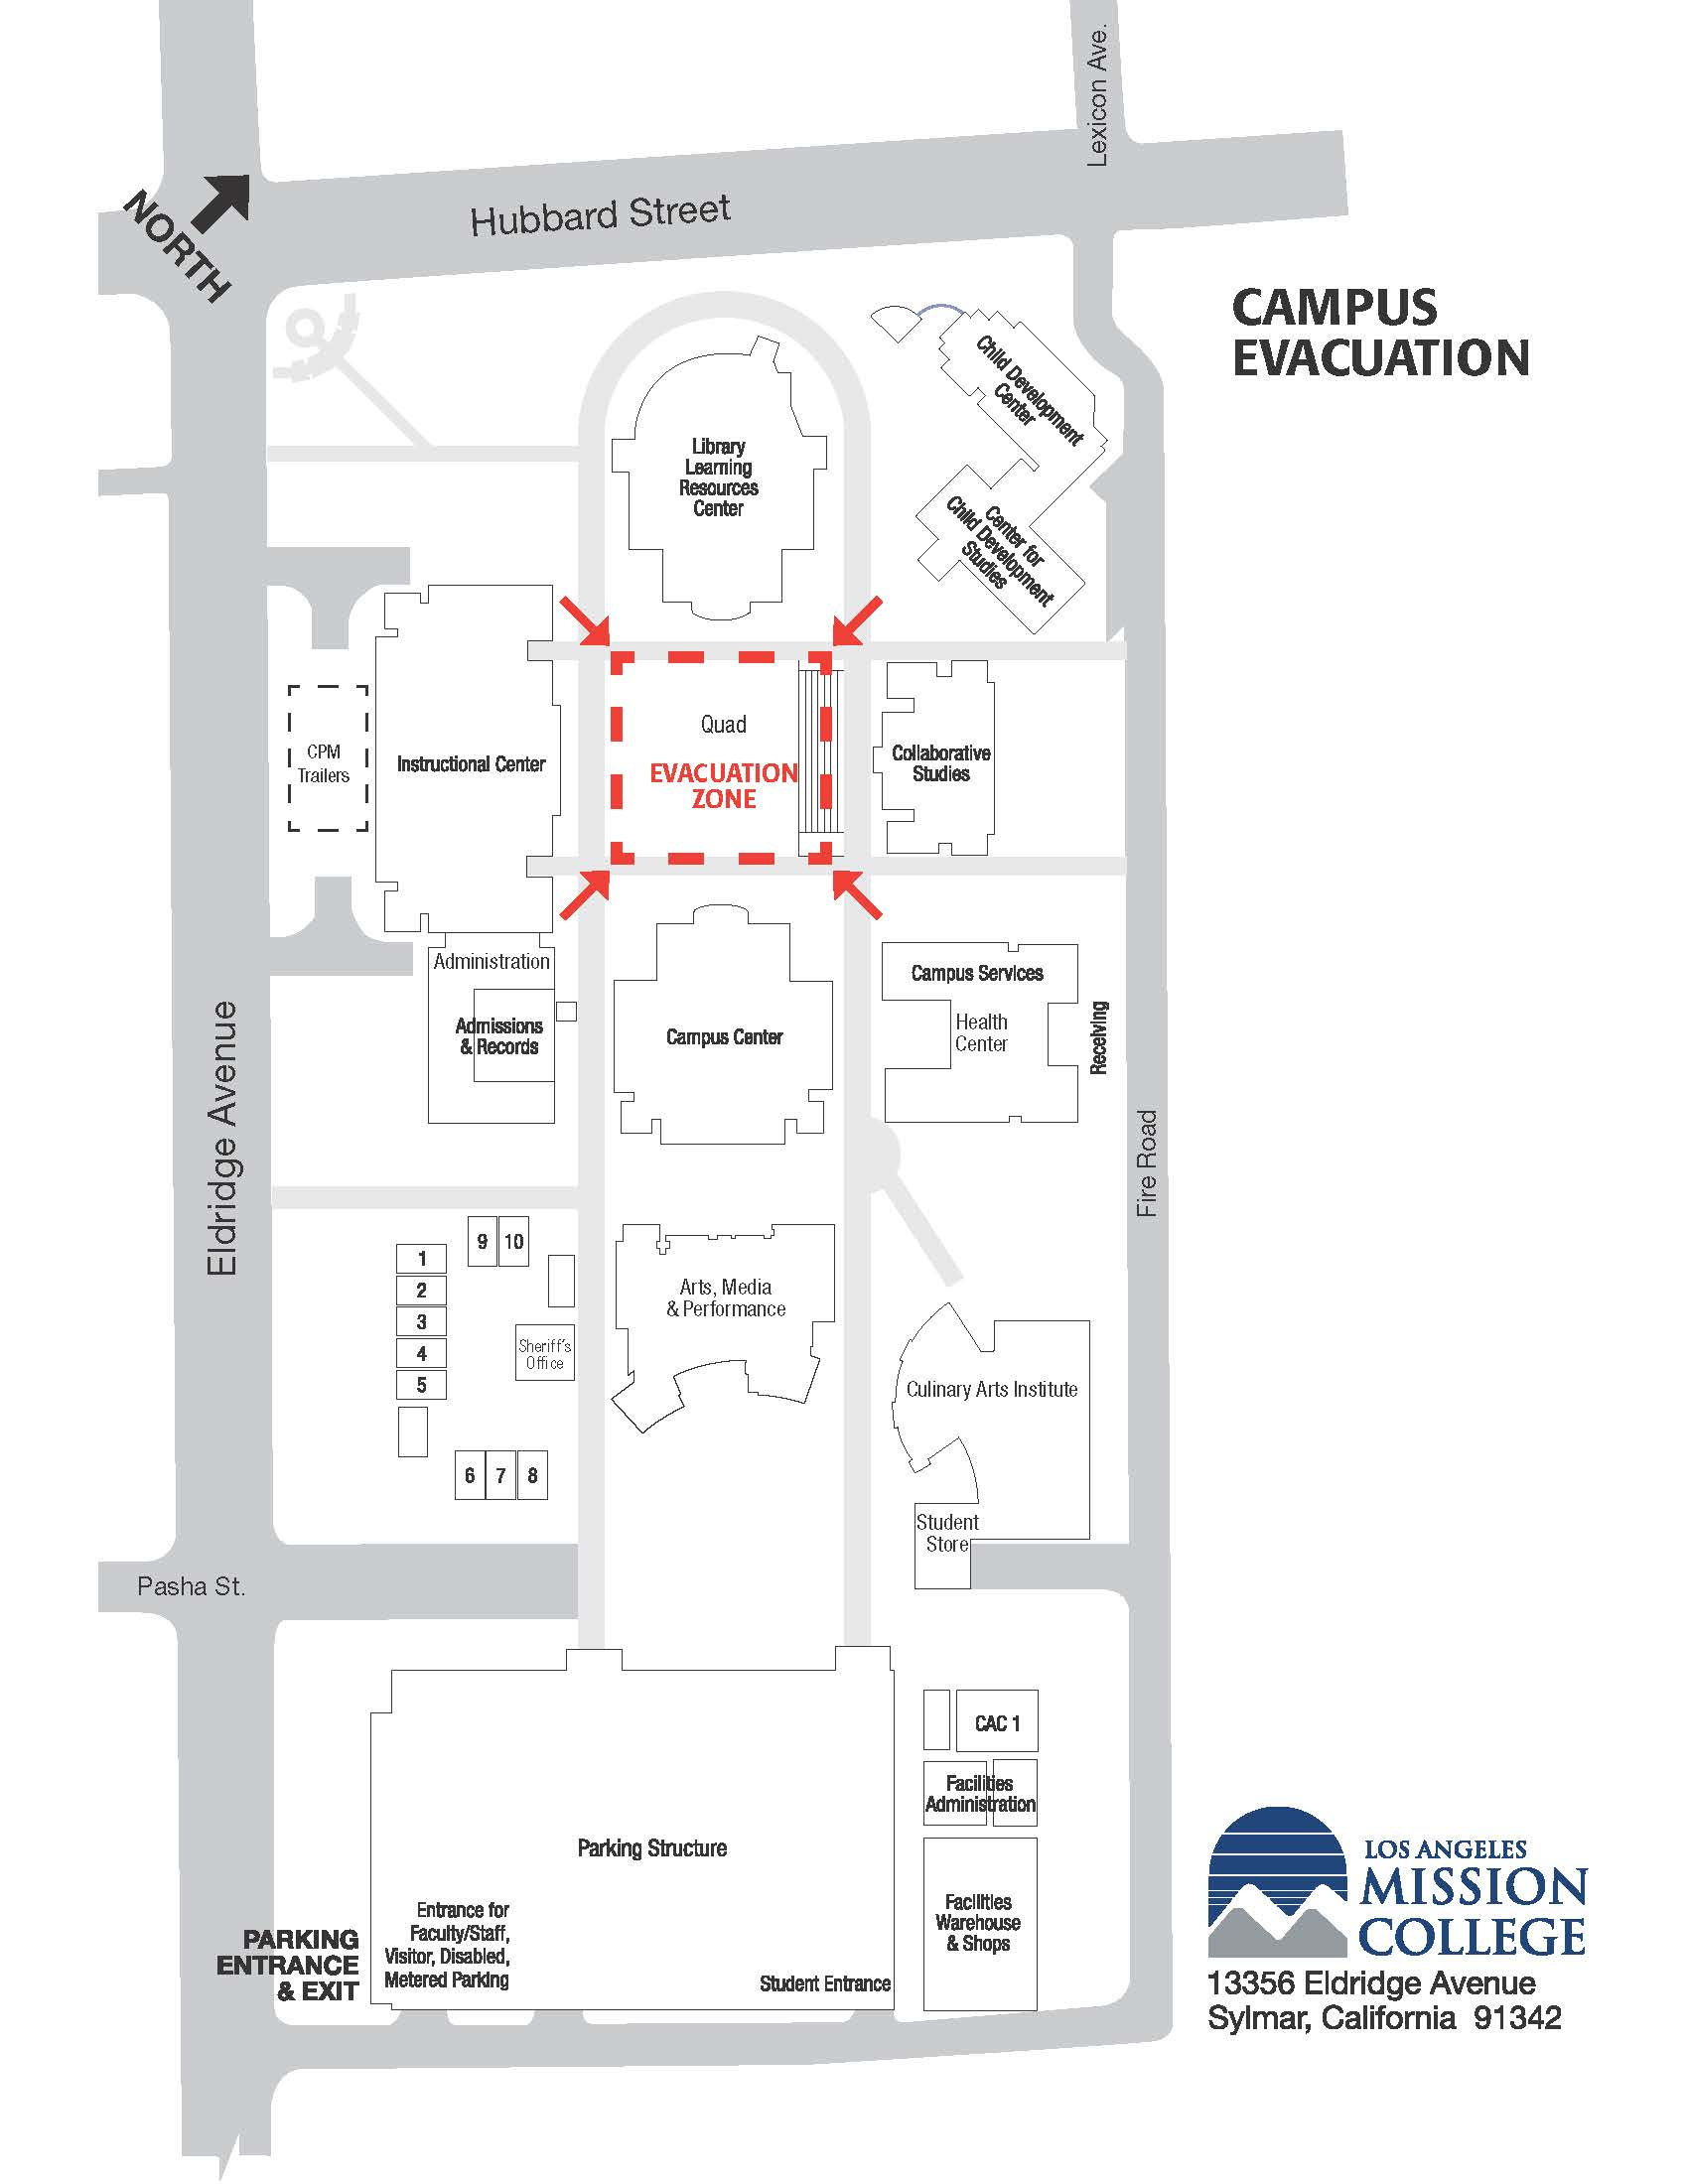 Lexicon Ave.
NORTH
Hubbard Street
CAMPUS
EVACUATION
Child Development
Center
Library
Learning
Resources
Center
Center for
Child Development
Studies
CPM
Trailers
Instructional Center
Quad
EVACUATION
ZONE
Collaborative
Studies
Administration
Admissions
& Records
Campus Center
Campus Services
Health
Center
Receiving
Eldridge Avenue
Fire Road
9
10
1
2
3
4
5
Sheriff's
Office
6
7
8
Arts, Media
& Performance
Culinary Arts Institute
Student
Store
Pasha St.
CAC 1
Facilities
Administration
Parking Structure
Facilities
Warehouse
& Shops
Entrance for
Faculty/Staff,
Visitor, Disabled,
Metered Parking
Student Entrance
PARKING
ENTRANCE
& EXIT
LOS ANGELES
MISSION
COLLEGE
13356 Eldridge Avenue
Sylmar, California 91342